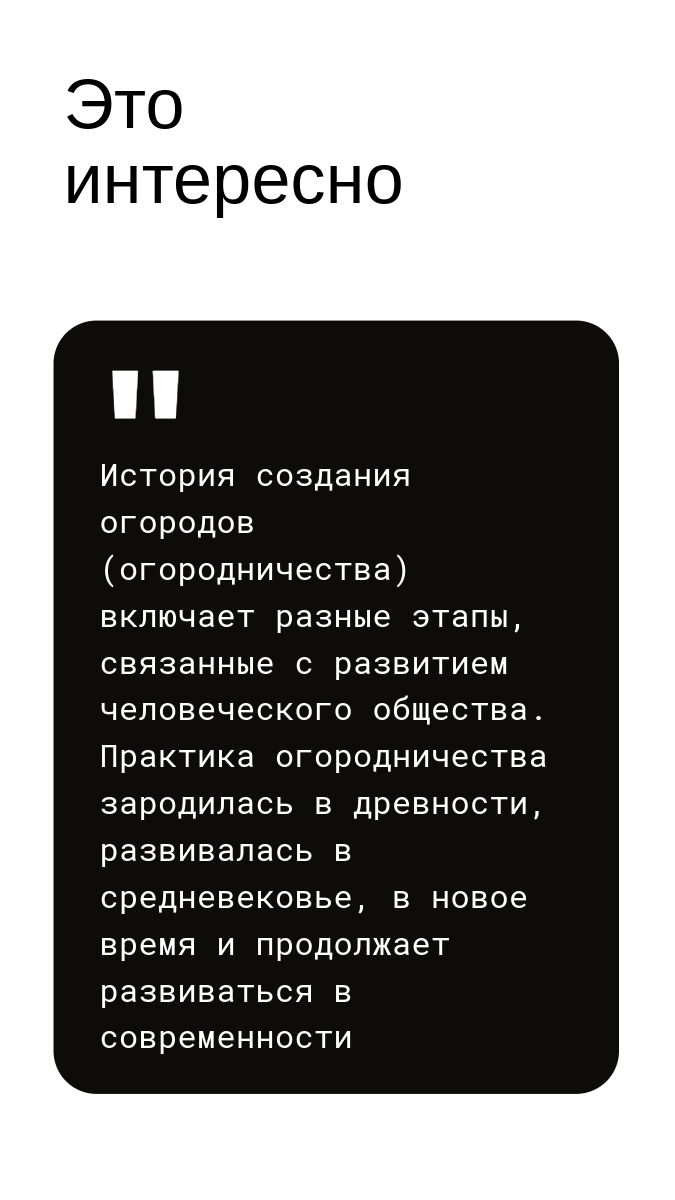 Это
интересно
"
История создания
огородов
(огородничества)
включает разные этапы,
связанные с развитием
человеческого общества.
Практика огородничества
зародилась в древности,
развивалась в
средневековье, в новое
время и продолжает
развиваться в
современности